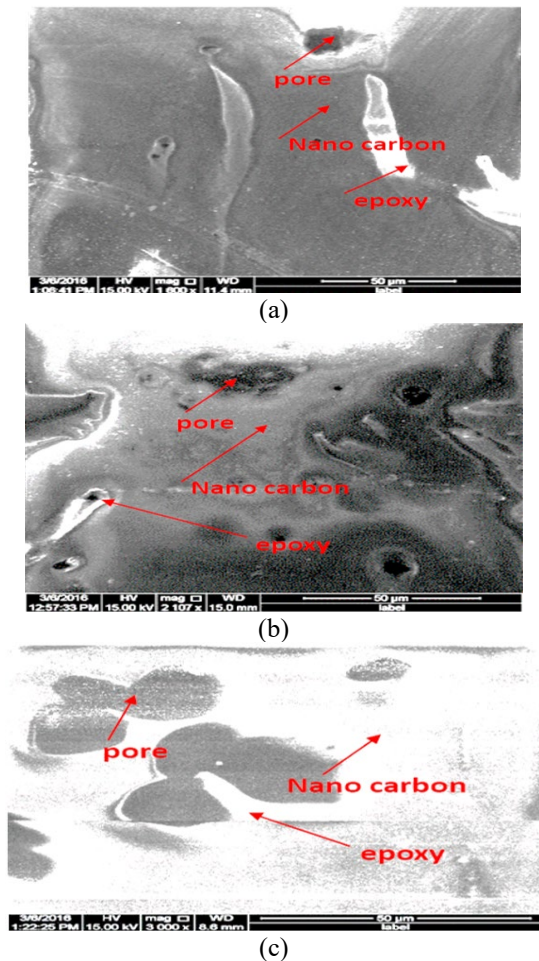 pore
Nano carbon
epoxy
3/6/2016 HV mag □ WD 50 µm
1:06:41 PM 15.00 kV 1 600 x 11.4 mm label
(a)
pore
Nano carbon
epoxy
3/6/2016 HV mag □ WD 50 µm
12:57:33 PM 15.00 kV 2 107 x 15.0 mm label
(b)
pore
Nano carbon
epoxy
3/6/2016 HV mag □ WD 50 µm
1:22:25 PM 15.00 kV 3 000 x 8.6 mm label
(c)